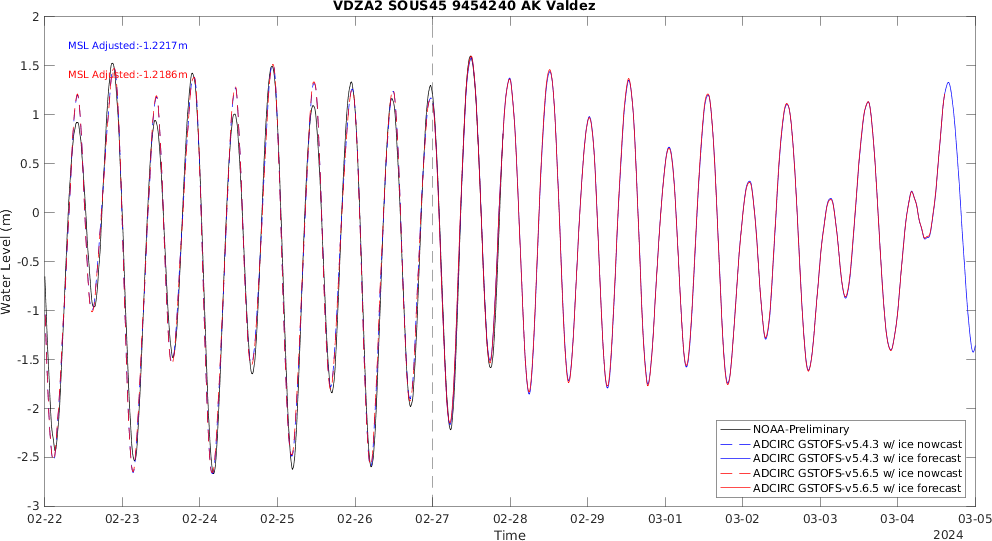 VDZA2 SOUS45 9454240 AK Valdez
MSL Adjusted:-1.2217m
MSL Adjusted:-1.2186m
Water Level (m)
2
1.5
1
0.5
0
-0.5
-1
-1.5
-2
-2.5
-3
NOAA-Preliminary
ADCIRC GSTOFS-v5.4.3 w/ ice nowcast
ADCIRC GSTOFS-v5.4.3 w/ ice forecast
ADCIRC GSTOFS-v5.6.5 w/ ice nowcast
ADCIRC GSTOFS-v5.6.5 w/ ice forecast
02-22 02-23 02-24 02-25 02-26 02-27 02-28 02-29 03-01 03-02 03-03 03-04 03-05
Time
2024